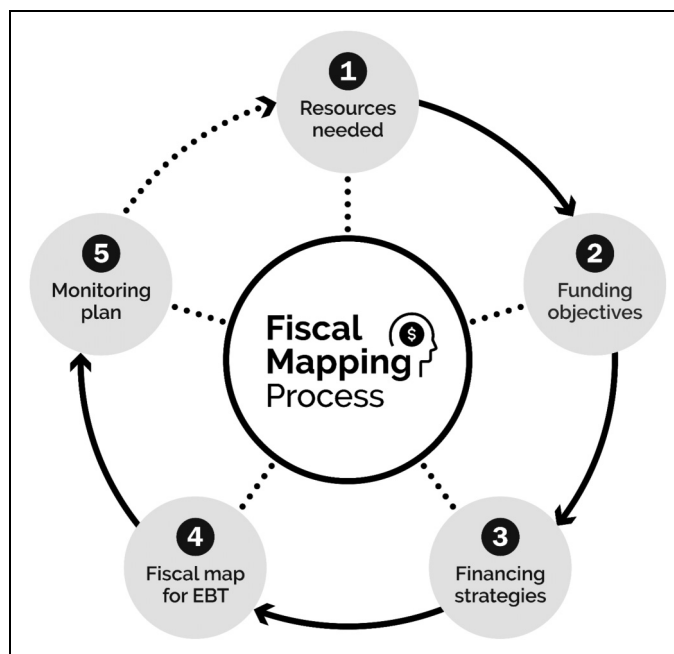 1
Resources
needed
2
Funding
objectives
3
Financing
strategies
4
Fiscal map
for EBT
5
Monitoring
plan
Fiscal
Mapping
Process
$